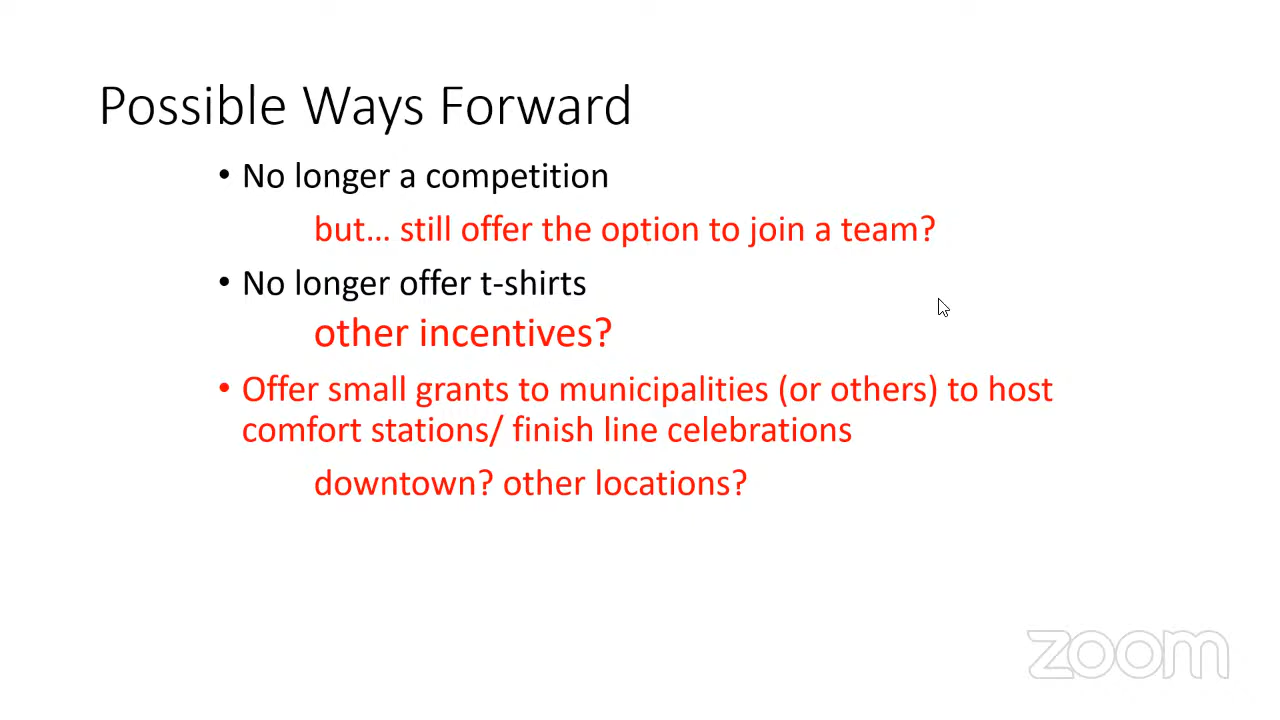 Possible Ways Forward
• No longer a competition
but... still offer the option to join a team?
• No longer offer t-shirts
other incentives?
• Offer small grants to municipalities (or others) to host
comfort stations/ finish line celebrations
downtown? other locations?
zoom